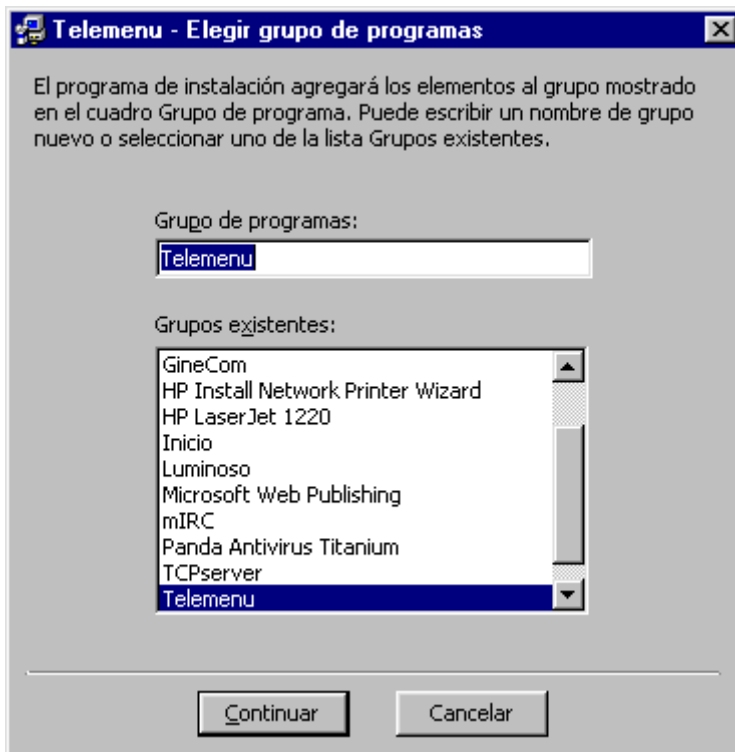 Telemenu - Elegir grupo de programas
El programa de instalación agregará los elementos al grupo mostrado
en el cuadro Grupo de programa. Puede escribir un nombre de grupo
nuevo o seleccionar uno de la lista Grupos existentes.
Grupo de programas:
Telemenu
Grupos existentes:
GineCom
HP Install Network Printer Wizard
HP LaserJet 1220
Inicio
Luminoso
Microsoft Web Publishing
mIRC
Panda Antivirus Titanium
TCPserver
Telemenu
Continuar
Cancelar